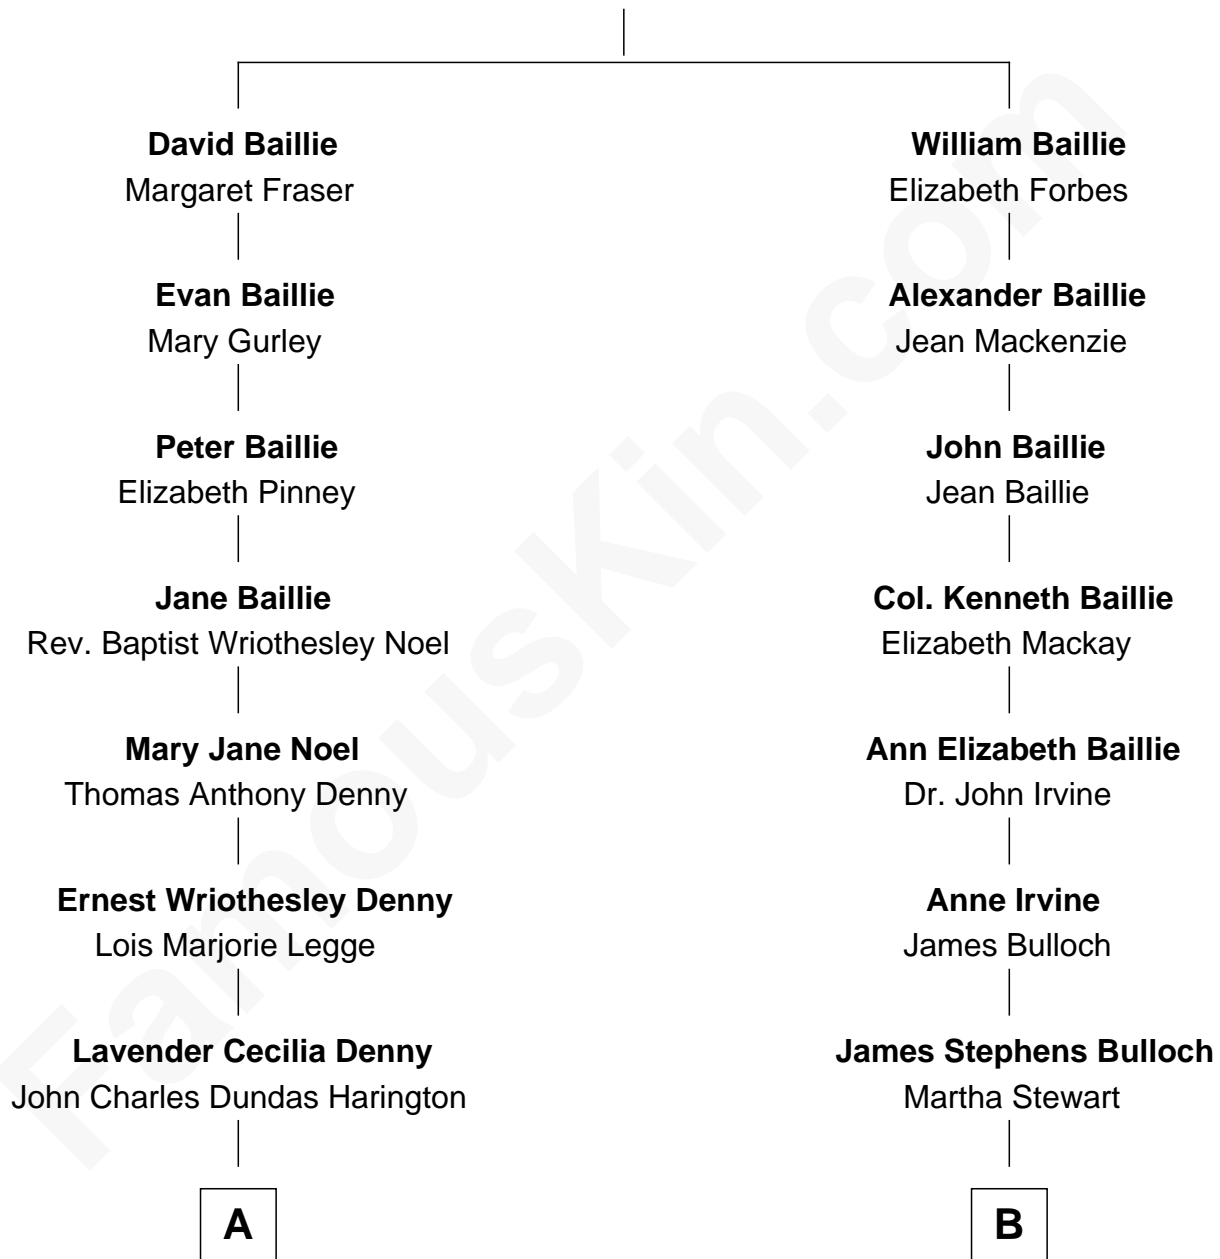 David Baillie
Margaret Fraser
William Baillie
Elizabeth Forbes
Evan Baillie
Mary Gurley
Alexander Baillie
Jean Mackenzie
Peter Baillie
Elizabeth Pinney
John Baillie
Jean Baillie
Jane Baillie
Rev. Baptist Wriothesley Noel
Col. Kenneth Baillie
Elizabeth Mackay
Mary Jane Noel
Thomas Anthony Denny
Ann Elizabeth Baillie
Dr. John Irvine
Ernest Wriothesley Denny
Lois Marjorie Legge
Anne Irvine
James Bulloch
Lavender Cecilia Denny
John Charles Dundas Harington
James Stephens Bulloch
Martha Stewart
A
B
FamousKin.com